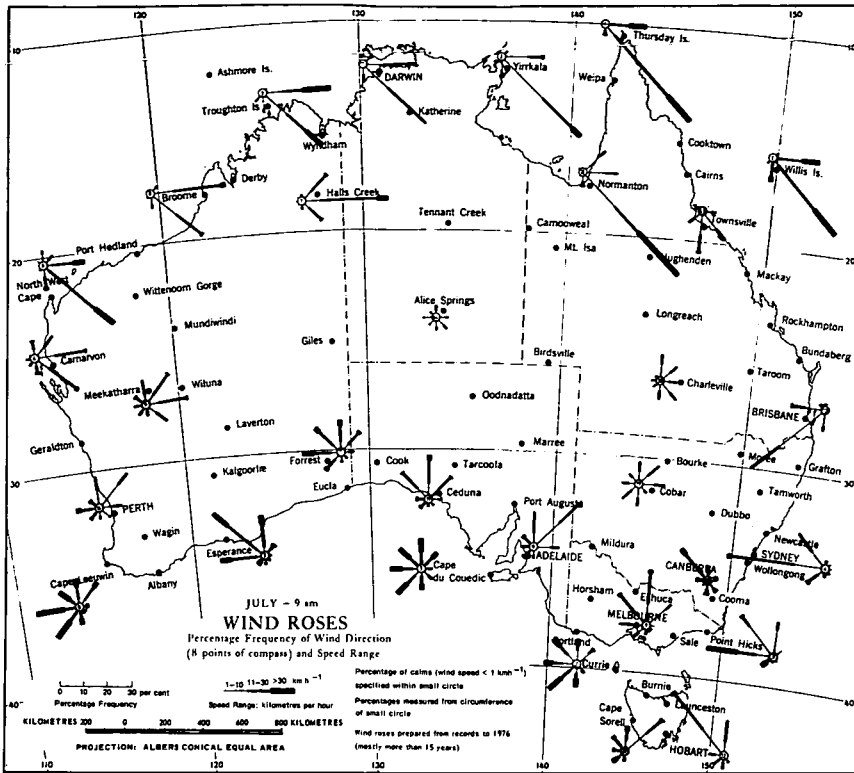 120
130
140
150
10
10
Thursday Is.
Ashmore Is.
DARWIN
Yirrkala
Weipa
Troughton Is.
Katherine
Wyndham
Cooktown
Derby
Broome
Halls Creek
Normanton
Cairns
Willis Is.
Tennant Creek
Camooweal
Townsville
Port Hedland
Mt. Isa
Hughenden
20
20
North West
Cape
Wittenoom Gorge
Mackay
Alice Springs
Longreach
Mundiwindi
Rockhampton
Giles
Carnarvon
Birdsville
Bundaberg
Taroom
Meekatharra
Wiluna
Charleville
Oodnadatta
BRISBANE
Laverton
Geraldton
Marree
Moree
Forrest
Cook
Tarcoola
Bourke
Grafton
30
30
Kalgoorlie
Eucla
Ceduna
Cobar
Tamworth
PERTH
Port Augusta
Dubbo
Wagin
Newcastle
Esperance
ADELAIDE
Mildura
SYDNEY
Wollongong
Cape Leeuwin
Albany
Cape
du Couedic
CANBERRA
Horsham
Echuca
Cooma
MELBOURNE
Portland
Sale
Point Hicks
Currie
JULY – 9 am
WIND ROSES
Percentage Frequency of Wind Direction
(8 points of compass) and Speed Range
1–10 11–30 >30 km h⁻¹
0 10 20 30 per cent
Percentage Frequency
Speed Range: kilometres per hour
Percentage of calms (wind speed < 1 kmh⁻¹)
specified within small circle
Percentages measured from circumference
of small circle
Wind roses prepared from records to 1976
(mostly more than 15 years)
KILOMETRES 200 0 200 400 600 800 KILOMETRES
PROJECTION: ALBERS CONICAL EQUAL AREA
Burnie
Launceston
Cape
Sorell
HOBART
40
40
110
120
130
140
150